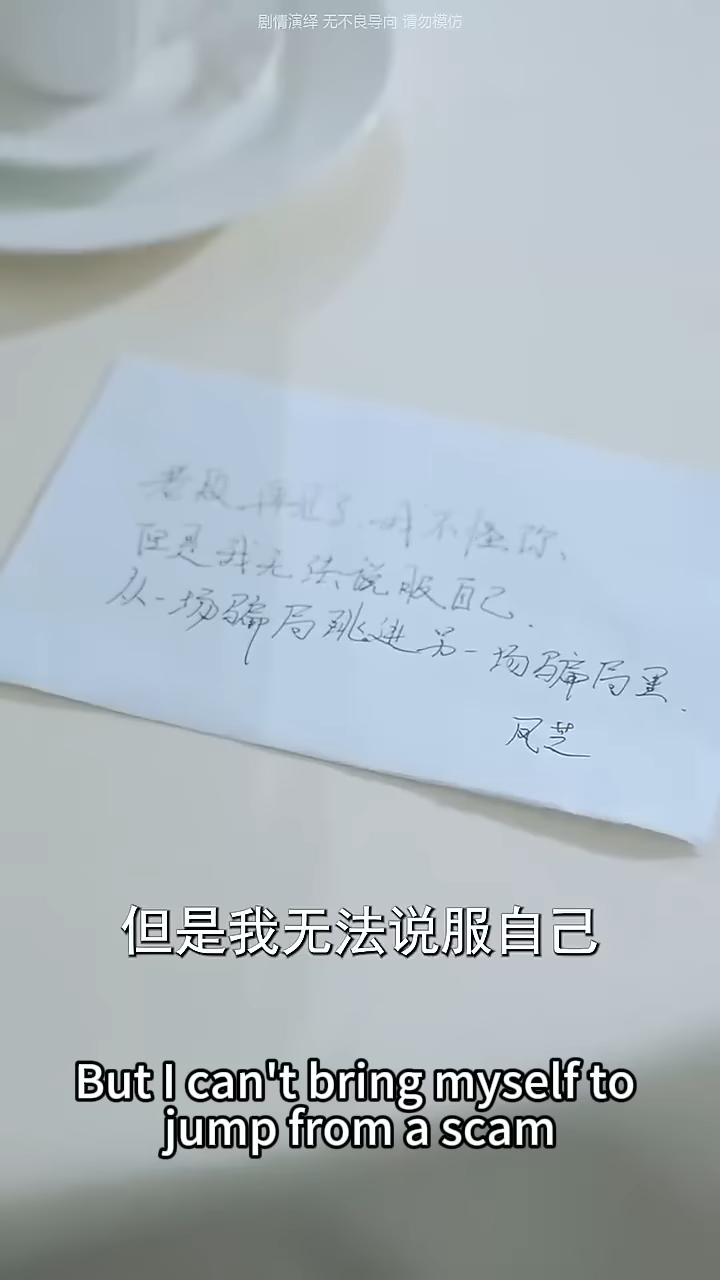 剧情演绎 无不良导向 请勿模仿
老段 再见了 我不怪你、
但是我无法说服自己.
从一场骗局跳进另一场骗局里.
凤芝
但是我无法说服自己
But I can't bring myself to
jump from a scam